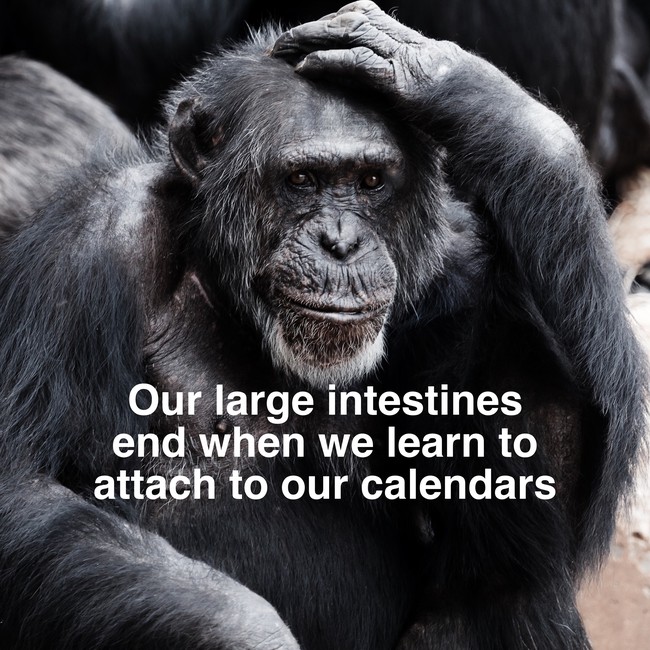 Our large intestines
end when we learn to
attach to our calendars